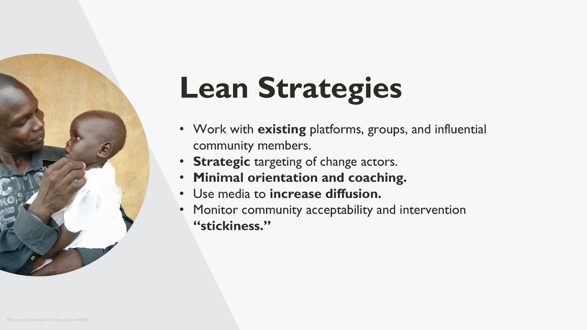 Lean Strategies
• Work with existing platforms, groups, and influential
community members.
• Strategic targeting of change actors.
• Minimal orientation and coaching.
• Use media to increase diffusion.
• Monitor community acceptability and intervention
“stickiness.”
Photo credit: Institute for Reproductive Health